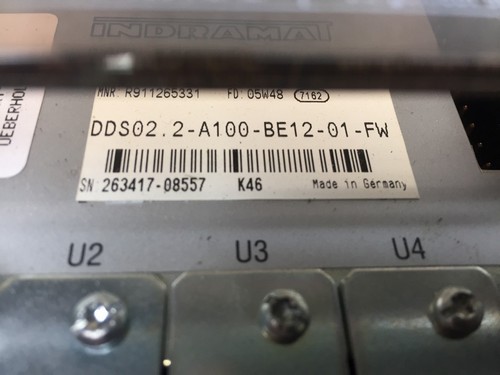 INDRAMAT
MNR: R911265331 FD: 05W48 7162
DDS02.2-A100-BE12-01-FW
SN 263417-08557 K46 Made in Germany
UEBERHOL
U2 U3 U4